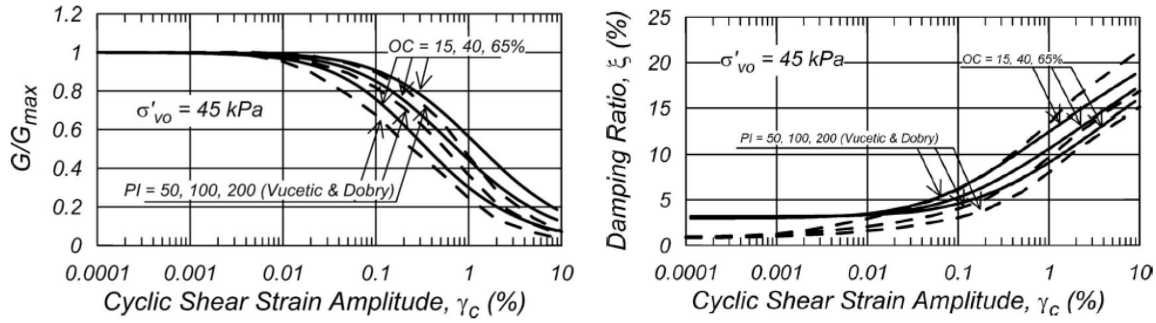 1.2
1
0.8
0.6
0.4
0.2
0
G/Gmax
OC = 15, 40, 65%
σ'vo = 45 kPa
PI = 50, 100, 200 (Vucetic & Dobry)
0.0001 0.001 0.01 0.1 1 10
Cyclic Shear Strain Amplitude, γc (%)
25
20
15
10
5
0
Damping Ratio, ξ (%)
σ'vo = 45 kPa
OC = 15, 40, 65%
PI = 50, 100, 200 (Vucetic & Dobry)
0.0001 0.001 0.01 0.1 1 10
Cyclic Shear Strain Amplitude, γc (%)